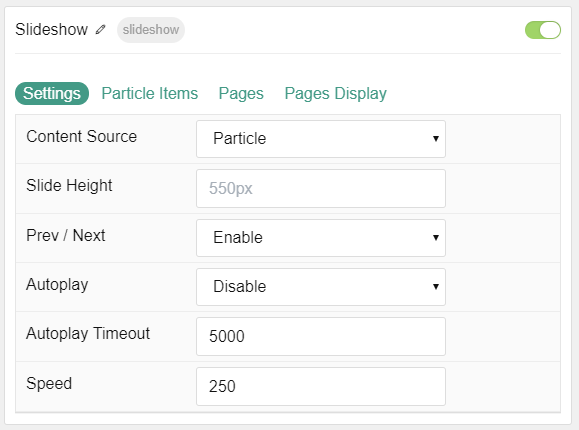 Slideshow slideshow
Settings Particle Items Pages Pages Display
Content Source Particle
Slide Height 550px
Prev / Next Enable
Autoplay Disable
Autoplay Timeout 5000
Speed 250